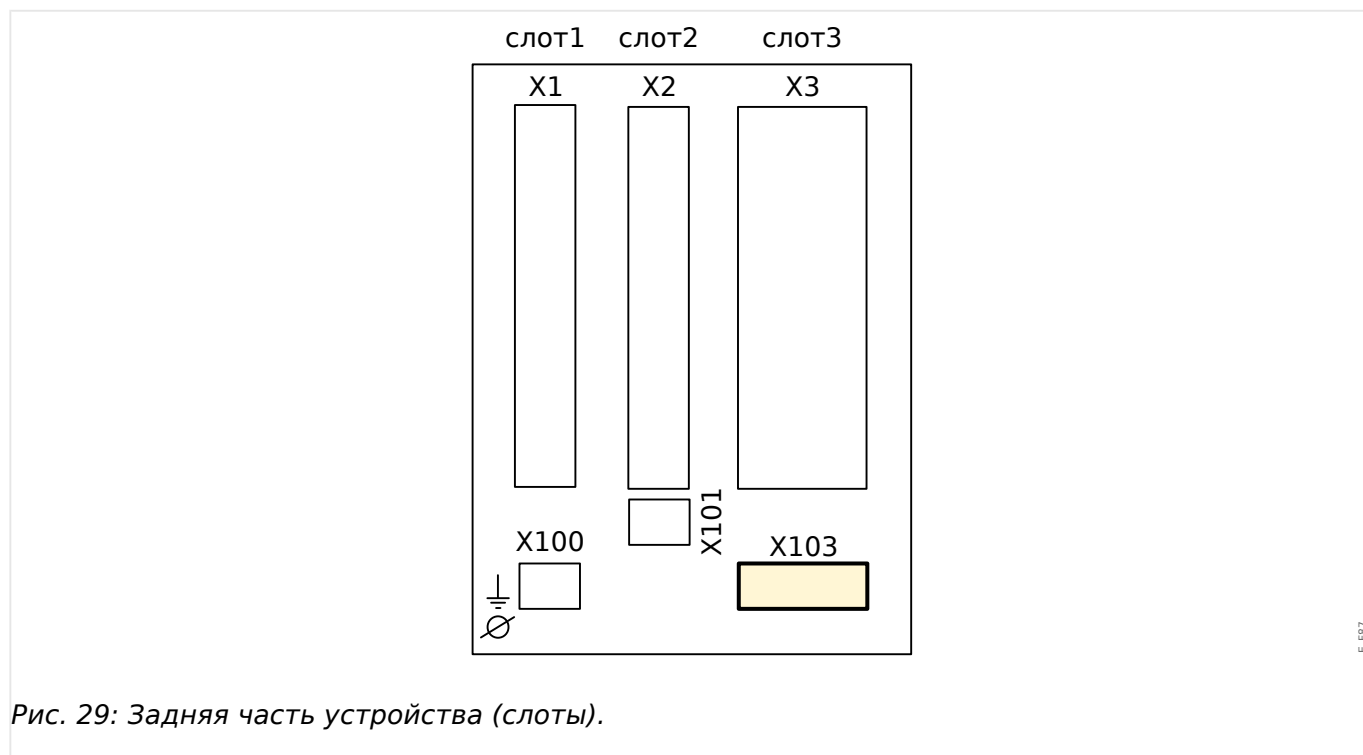 слот1 слот2 слот3
X1 X2 X3
X101
X100
X103
Рис. 29: Задняя часть устройства (слоты).